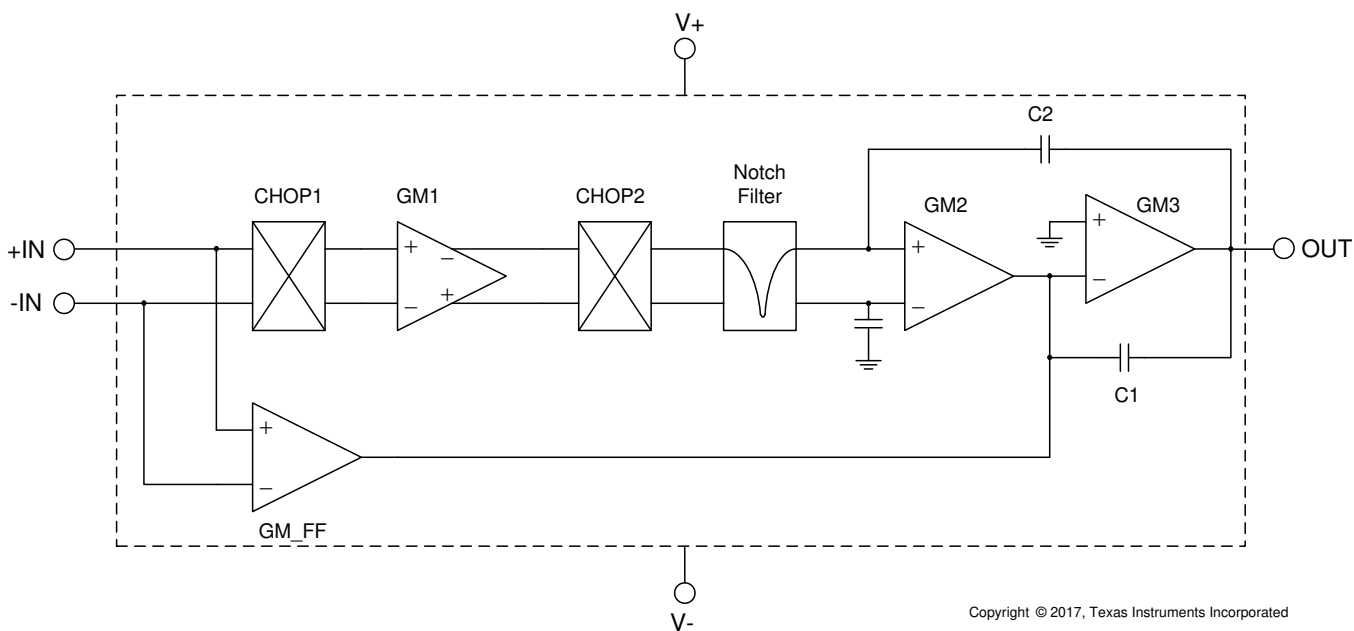 V+
C2
Notch
Filter
CHOP1
GM1
CHOP2
GM2
GM3
+IN
-IN
+
−
−
+
+
−
+
−
OUT
C1
+
−
GM_FF
V-
Copyright © 2017, Texas Instruments Incorporated